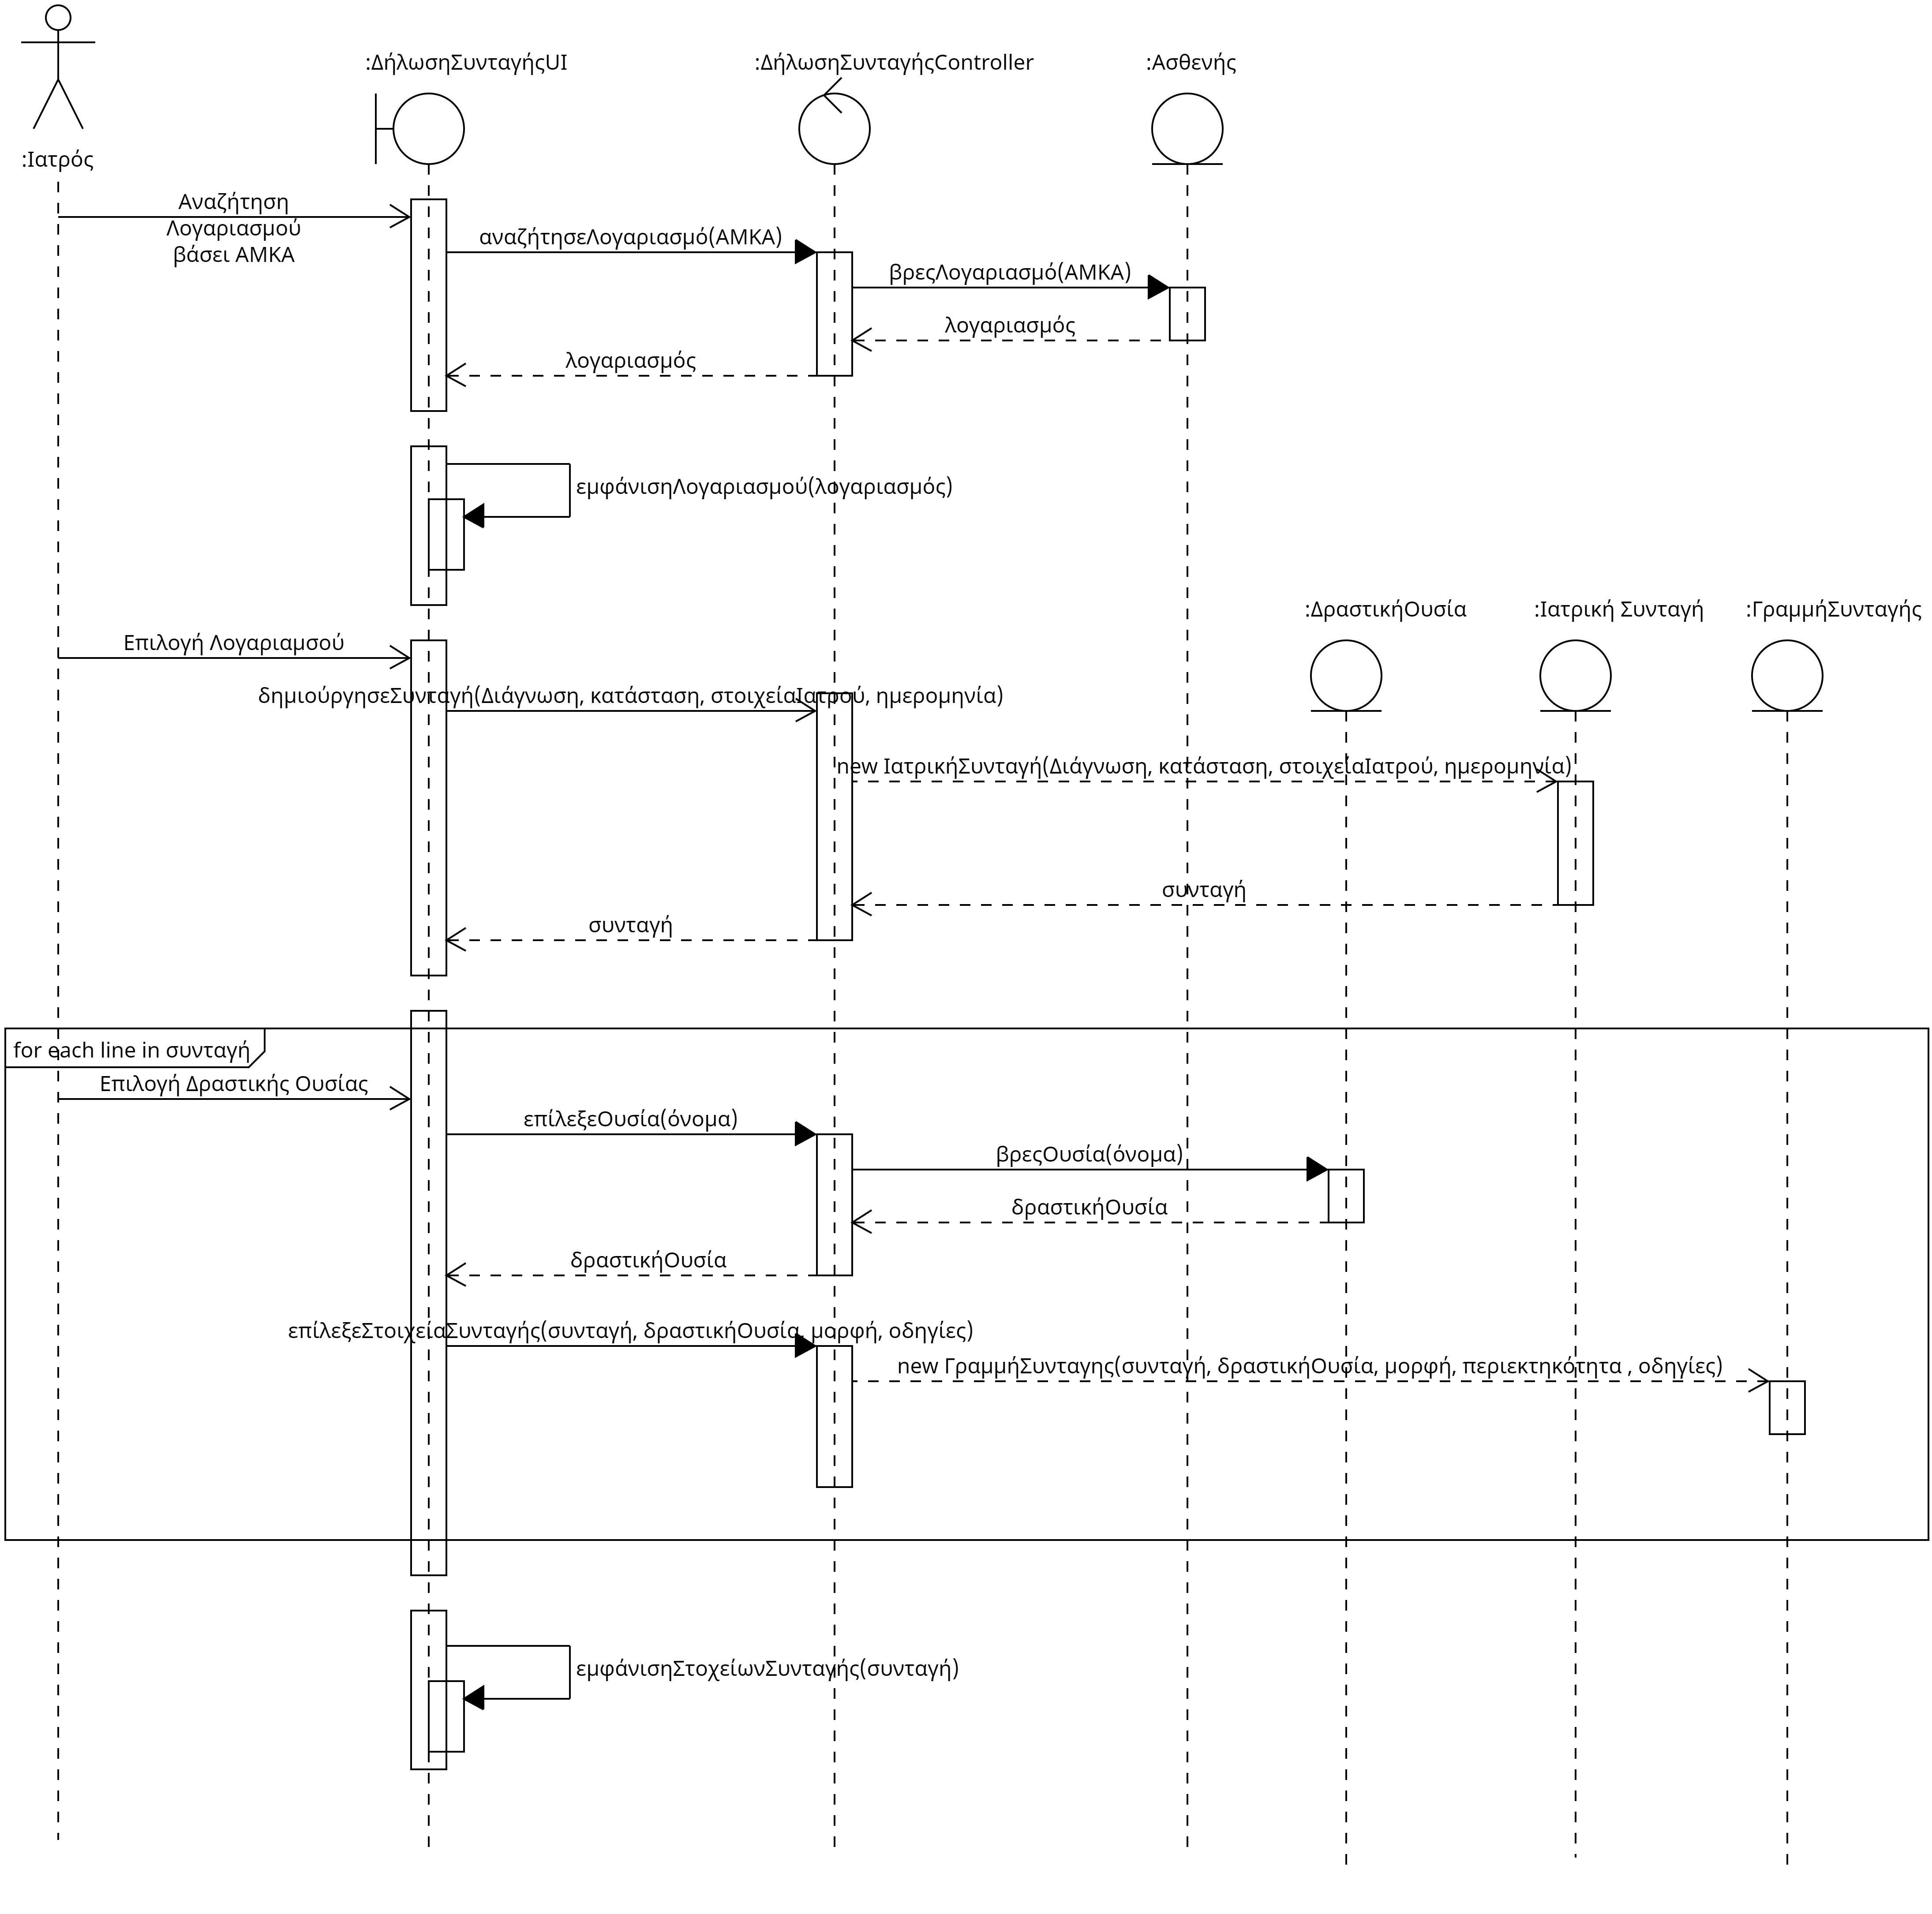 :ΔήλωσηΣυνταγήςUI
:ΔήλωσηΣυνταγήςController
:Ασθενής
:Ιατρός
Αναζήτηση
Λογαριασμού
βάσει ΑΜΚΑ
αναζήτησεΛογαριασμό(ΑΜΚΑ)
βρεςΛογαριασμό(ΑΜΚΑ)
λογαριασμός
λογαριασμός
εμφάνισηΛογαριασμού(λογαριασμός)
:ΔραστικήΟυσία
:Ιατρική Συνταγή
:ΓραμμήΣυνταγής
Επιλογή Λογαριαμσού
δημιούργησεΣυνταγή(Διάγνωση, κατάσταση, στοιχείαΙατρού, ημερομηνία)
new ΙατρικήΣυνταγή(Διάγνωση, κατάσταση, στοιχείαΙατρού, ημερομηνία)
συνταγή
συνταγή
for each line in συνταγή
Επιλογή Δραστικής Ουσίας
επίλεξεΟυσία(όνομα)
βρεςΟυσία(όνομα)
δραστικήΟυσία
δραστικήΟυσία
επίλεξεΣτοιχείαΣυνταγής(συνταγή, δραστικήΟυσία, μορφή, οδηγίες)
new ΓραμμήΣυνταγης(συνταγή, δραστικήΟυσία, μορφή, περιεκτηκότητα , οδηγίες)
εμφάνισηΣτοχείωνΣυνταγής(συνταγή)